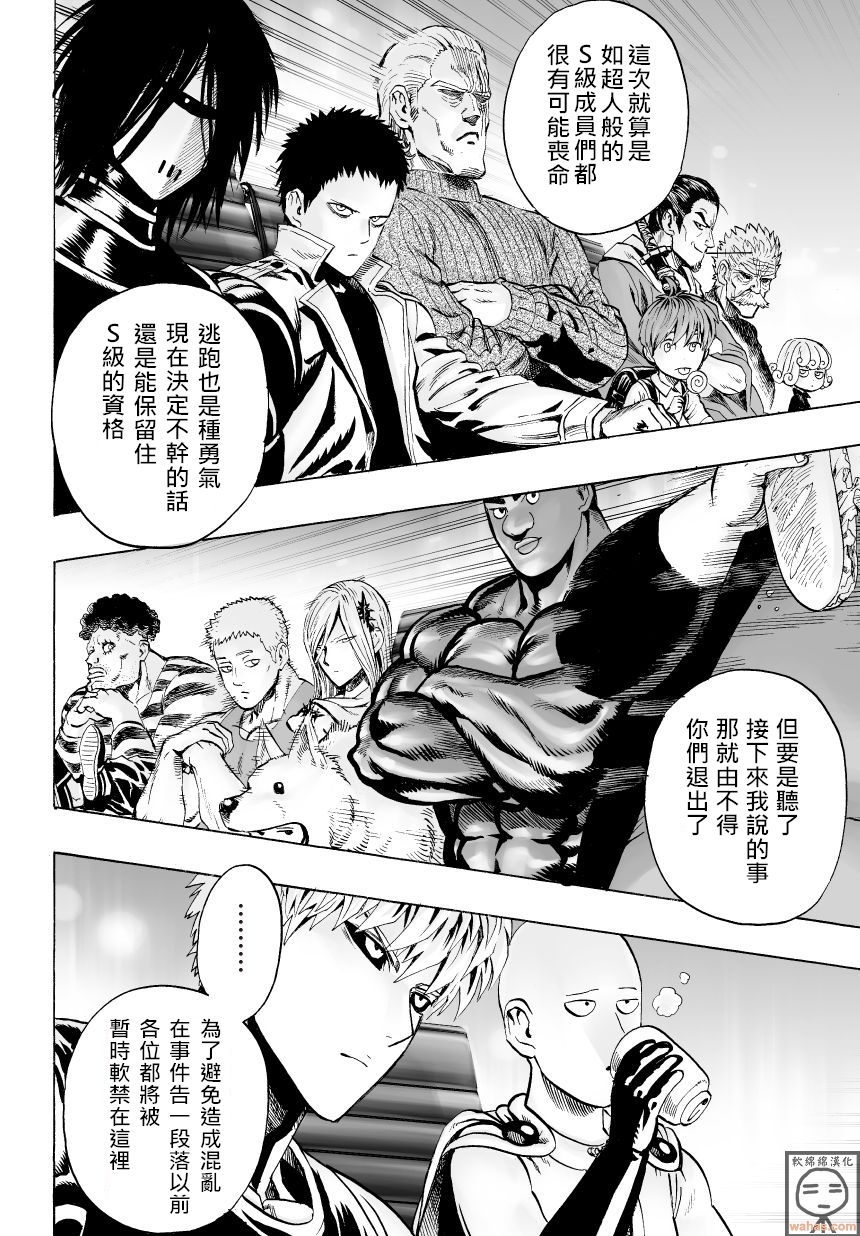 這次就算是
如超人般的
S級成員們都
很有可能喪命
逃跑也是種勇氣
現在決定不幹的話
還是能保留住
S級的資格
但要是聽了
接下來我說的事
那就由不得
你們退出了
………
為了避免造成混亂
在事件告一段落以前
各位都將被
暫時軟禁在這裡
軟綿綿漢化
wahas.com